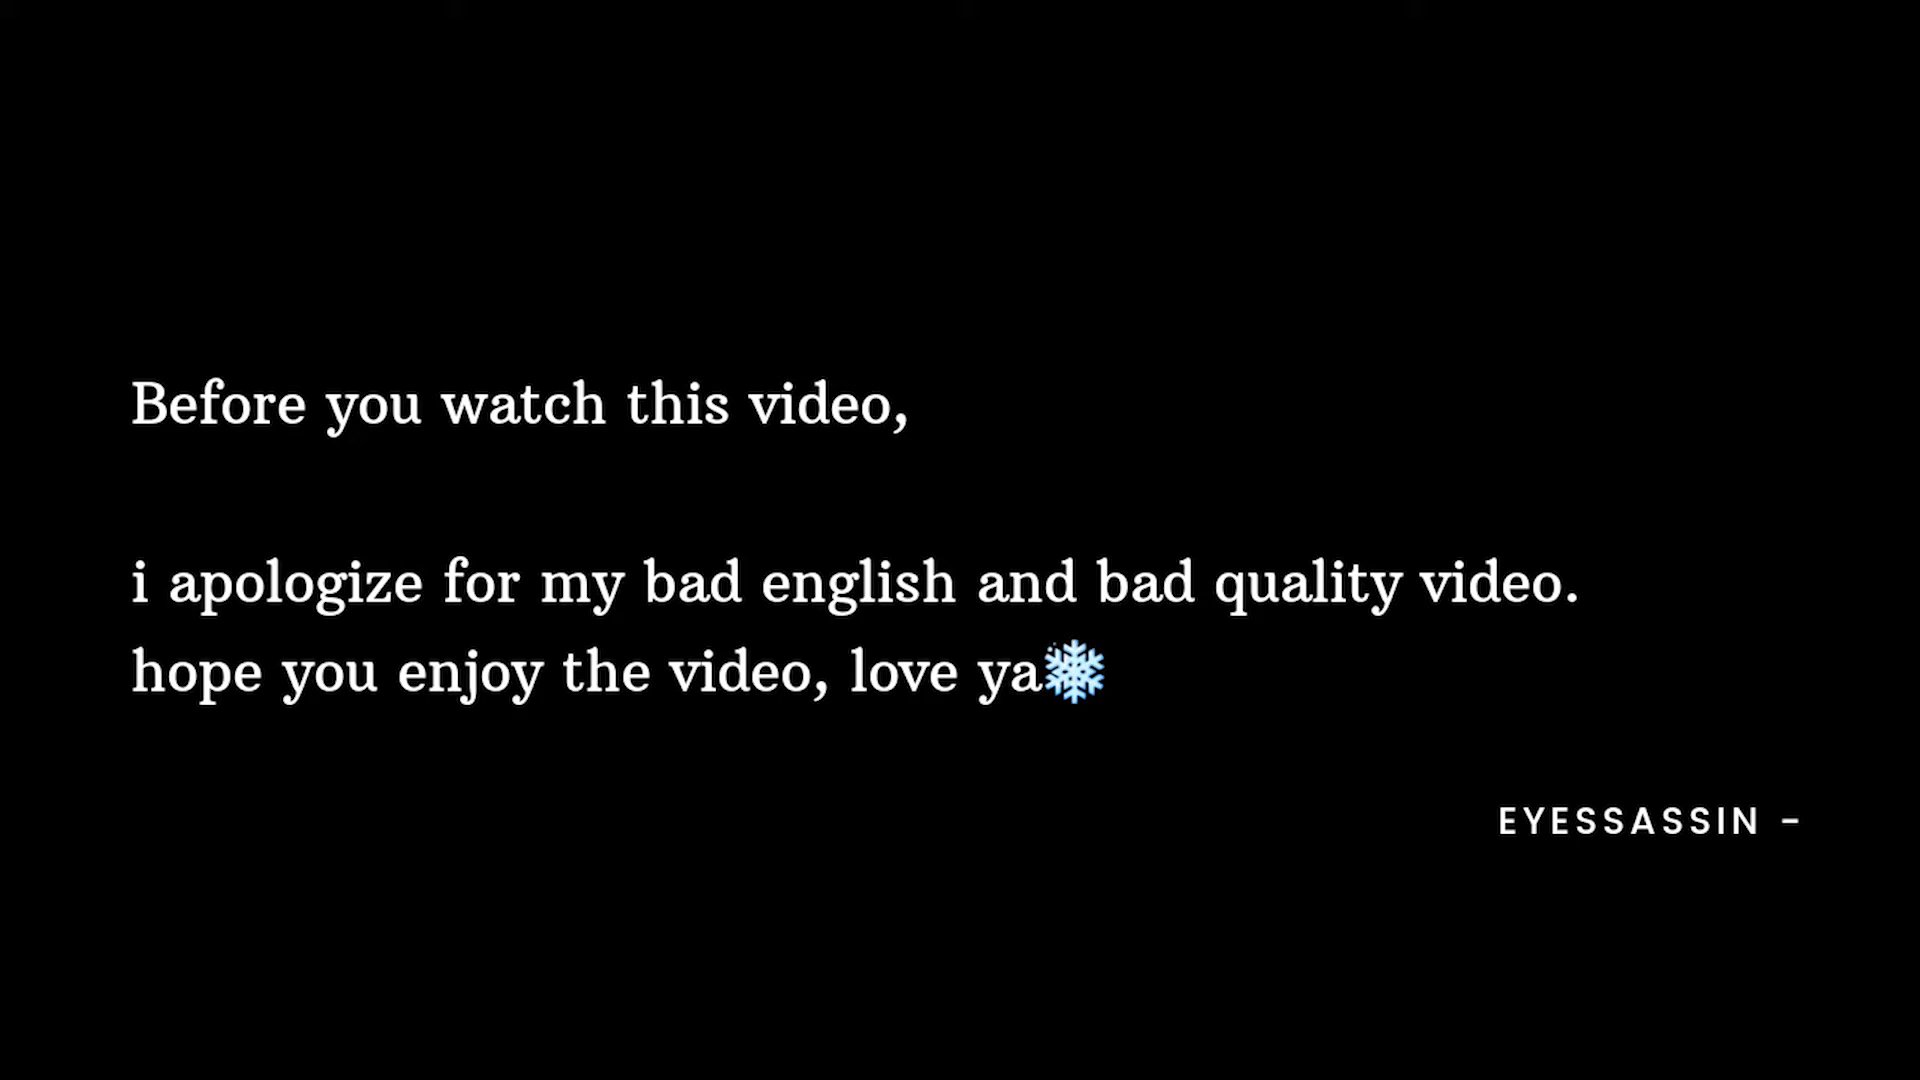 Before you watch this video,
i apologize for my bad english and bad quality video.
hope you enjoy the video, love ya❄️
EYESSASSIN -